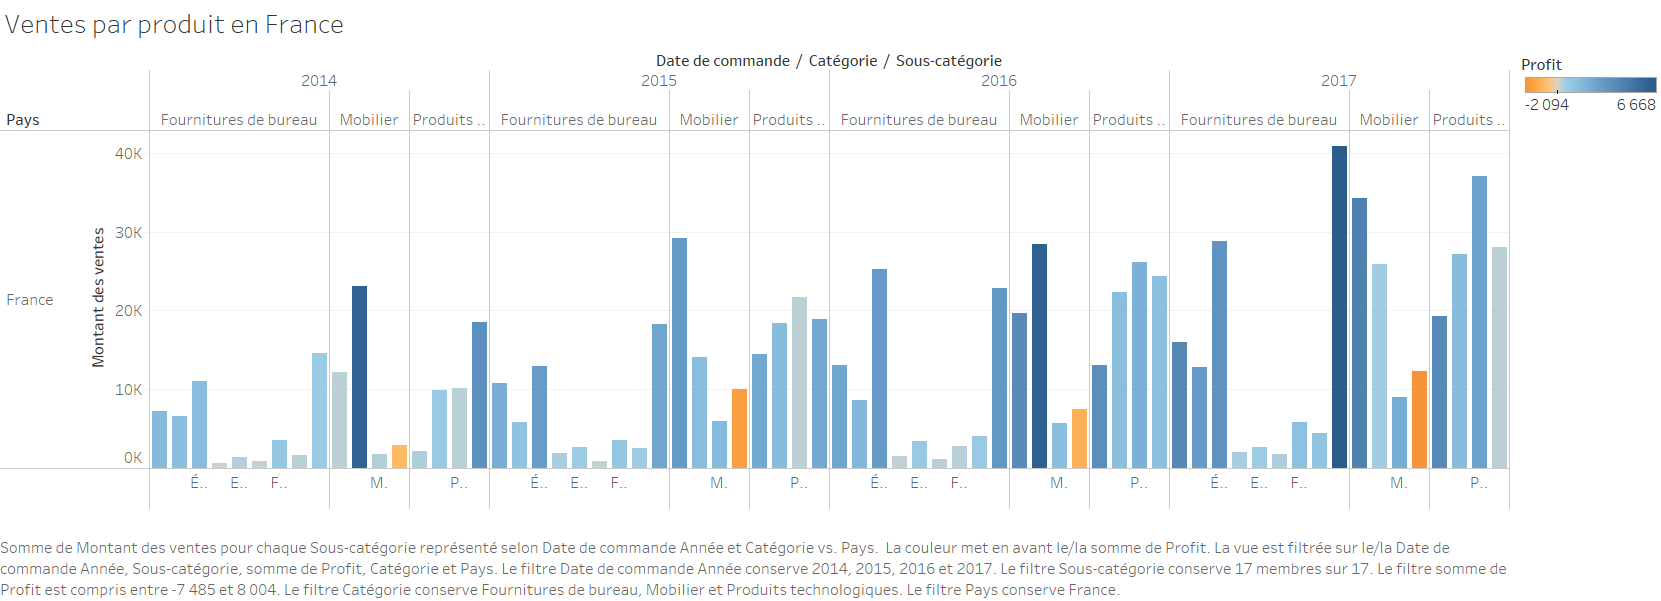 Ventes par produit en France
Date de commande / Catégorie / Sous-catégorie
Profit
2014 2015 2016 2017
-2 094 6 668
Pays Fournitures de bureau Mobilier Produits .. Fournitures de bureau Mobilier Produits .. Fournitures de bureau Mobilier Produits .. Fournitures de bureau Mobilier Produits ..
40K
30K
Montant des ventes
France
20K
10K
0K
É.. E.. F.. M. P.. É.. E.. F.. M. P.. É.. E.. F.. M. P.. É.. E.. F.. M. P..
Somme de Montant des ventes pour chaque Sous-catégorie représenté selon Date de commande Année et Catégorie vs. Pays. La couleur met en avant le/la somme de Profit. La vue est filtrée sur le/la Date de
commande Année, Sous-catégorie, somme de Profit, Catégorie et Pays. Le filtre Date de commande Année conserve 2014, 2015, 2016 et 2017. Le filtre Sous-catégorie conserve 17 membres sur 17. Le filtre somme de
Profit est compris entre -7 485 et 8 004. Le filtre Catégorie conserve Fournitures de bureau, Mobilier et Produits technologiques. Le filtre Pays conserve France.